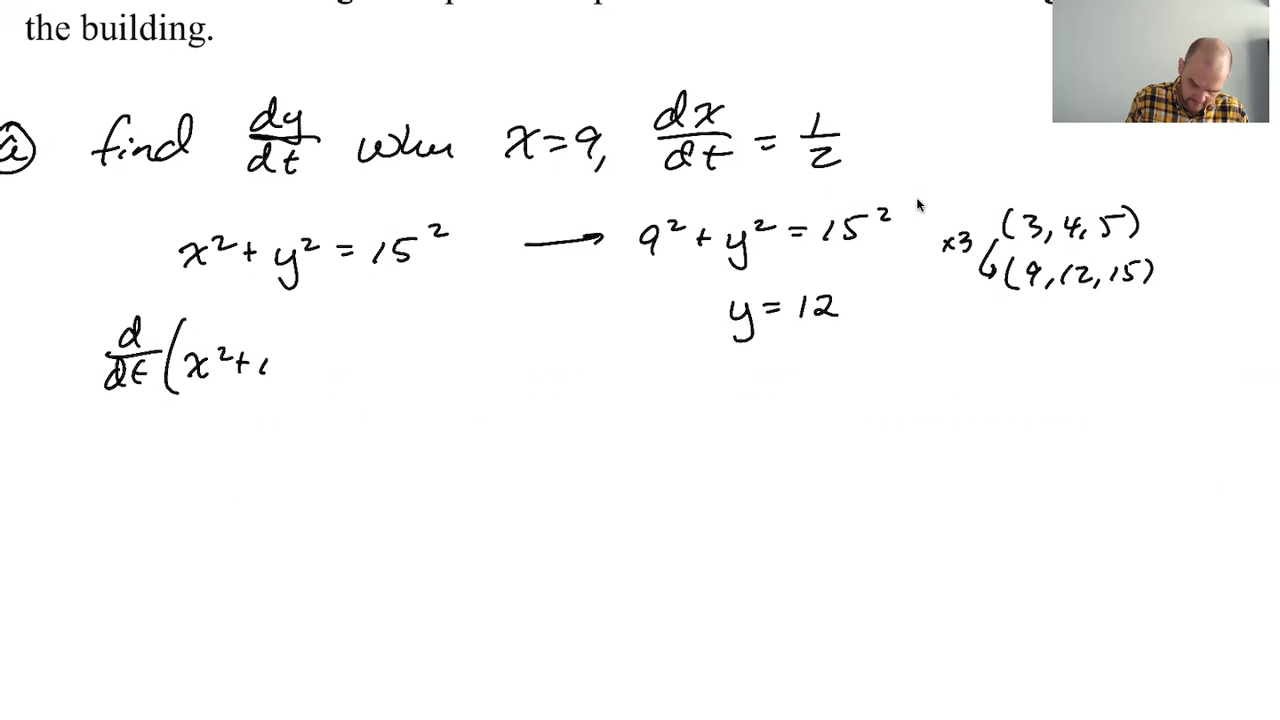 the building.
(a) find dy/dt when x=9, dx/dt = 1/2
x² + y² = 15² → 9² + y² = 15² ×3 (3, 4, 5)
(9, 12, 15)
y = 12
d/dt (x² +